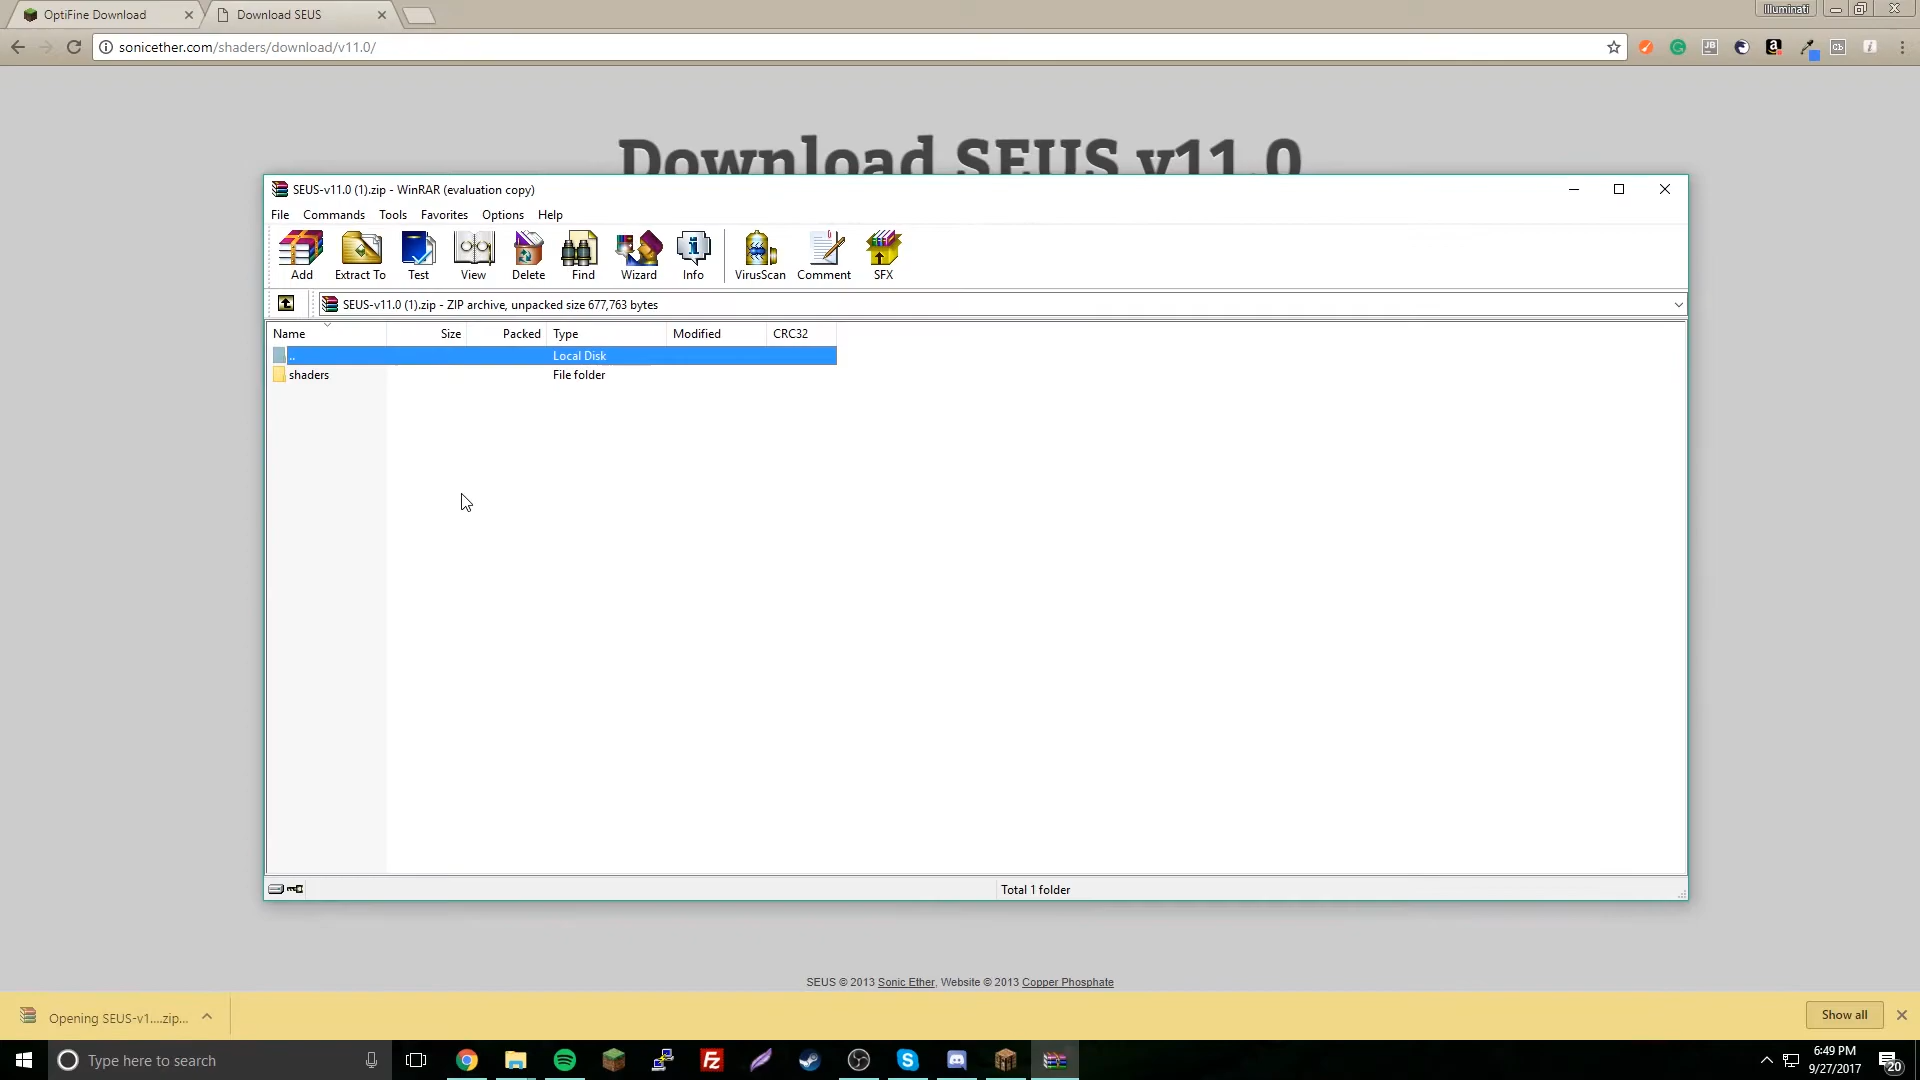 OptiFine Download
Download SEUS
Illuminati
sonicether.com/shaders/download/v11.0/
Download SEUS v11.0
SEUS-v11.0 (1).zip - WinRAR (evaluation copy)
File Commands Tools Favorites Options Help
Add Extract To Test View Delete Find Wizard Info VirusScan Comment SFX
SEUS-v11.0 (1).zip - ZIP archive, unpacked size 677,763 bytes
Name Size Packed Type Modified CRC32
.. Local Disk
shaders File folder
Total 1 folder
SEUS © 2013 Sonic Ether, Website © 2013 Copper Phosphate
Opening SEUS-v1....zip...
Show all
Type here to search
6:49 PM
9/27/2017
20